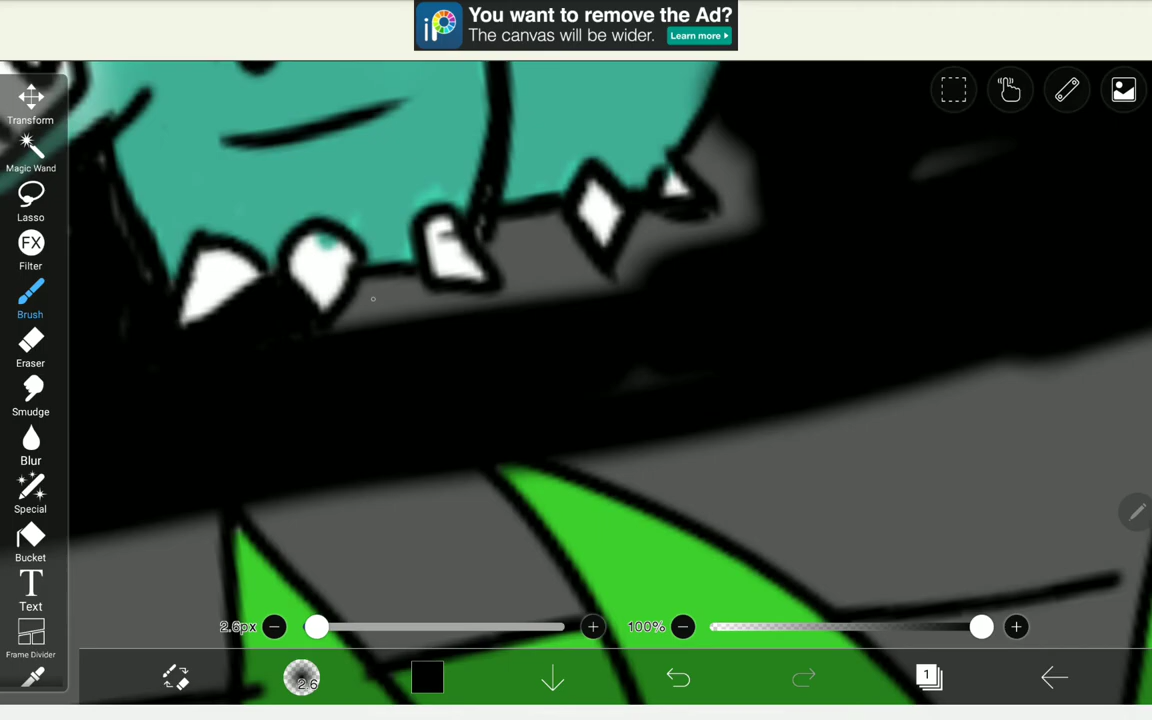 iP
You want to remove the Ad?
The canvas will be wider.
Learn more
Transform
Magic Wand
Lasso
FX
Filter
Brush
Eraser
Smudge
Blur
Special
Bucket
T
Text
Frame Divider
2.6px
100%
2.6
1